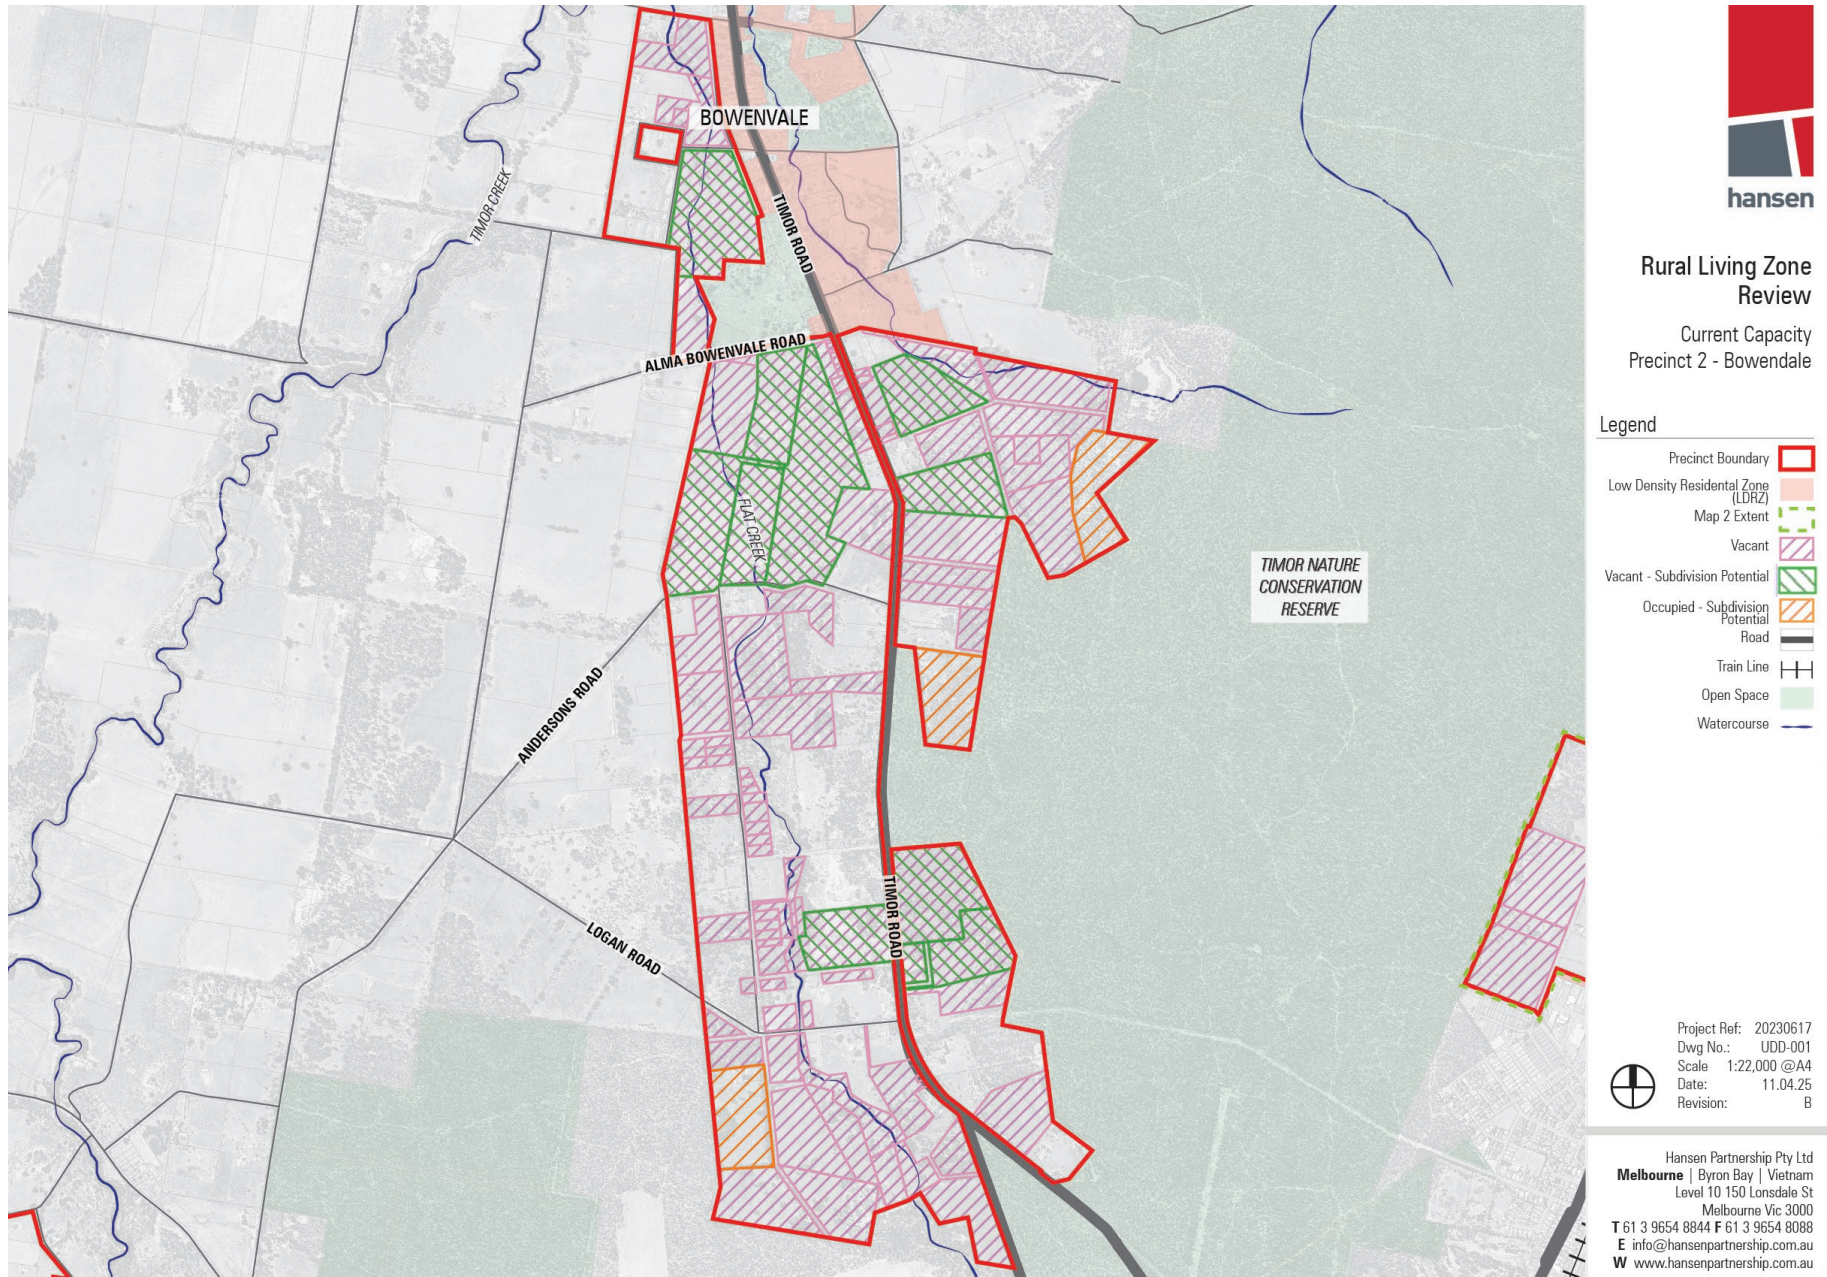 BOWENVALE
TIMOR CREEK
TIMOR ROAD
ALMA BOWENVALE ROAD
FLAT CREEK
TIMOR NATURE
CONSERVATION
RESERVE
ANDERSONS ROAD
LOGAN ROAD
TIMOR ROAD
hansen
Rural Living Zone
Review
Current Capacity
Precinct 2 - Bowendale
Legend
Precinct Boundary
Low Density Residental Zone
(LDRZ)
Map 2 Extent
Vacant
Vacant - Subdivision Potential
Occupied - Subdivision
Potential
Road
Train Line
Open Space
Watercourse
Project Ref: 20230617
Dwg No.: UDD-001
Scale 1:22,000 @A4
Date: 11.04.25
Revision: B
Hansen Partnership Pty Ltd
Melbourne | Byron Bay | Vietnam
Level 10 150 Lonsdale St
Melbourne Vic 3000
T 61 3 9654 8844 F 61 3 9654 8088
E info@hansenpartnership.com.au
W www.hansenpartnership.com.au